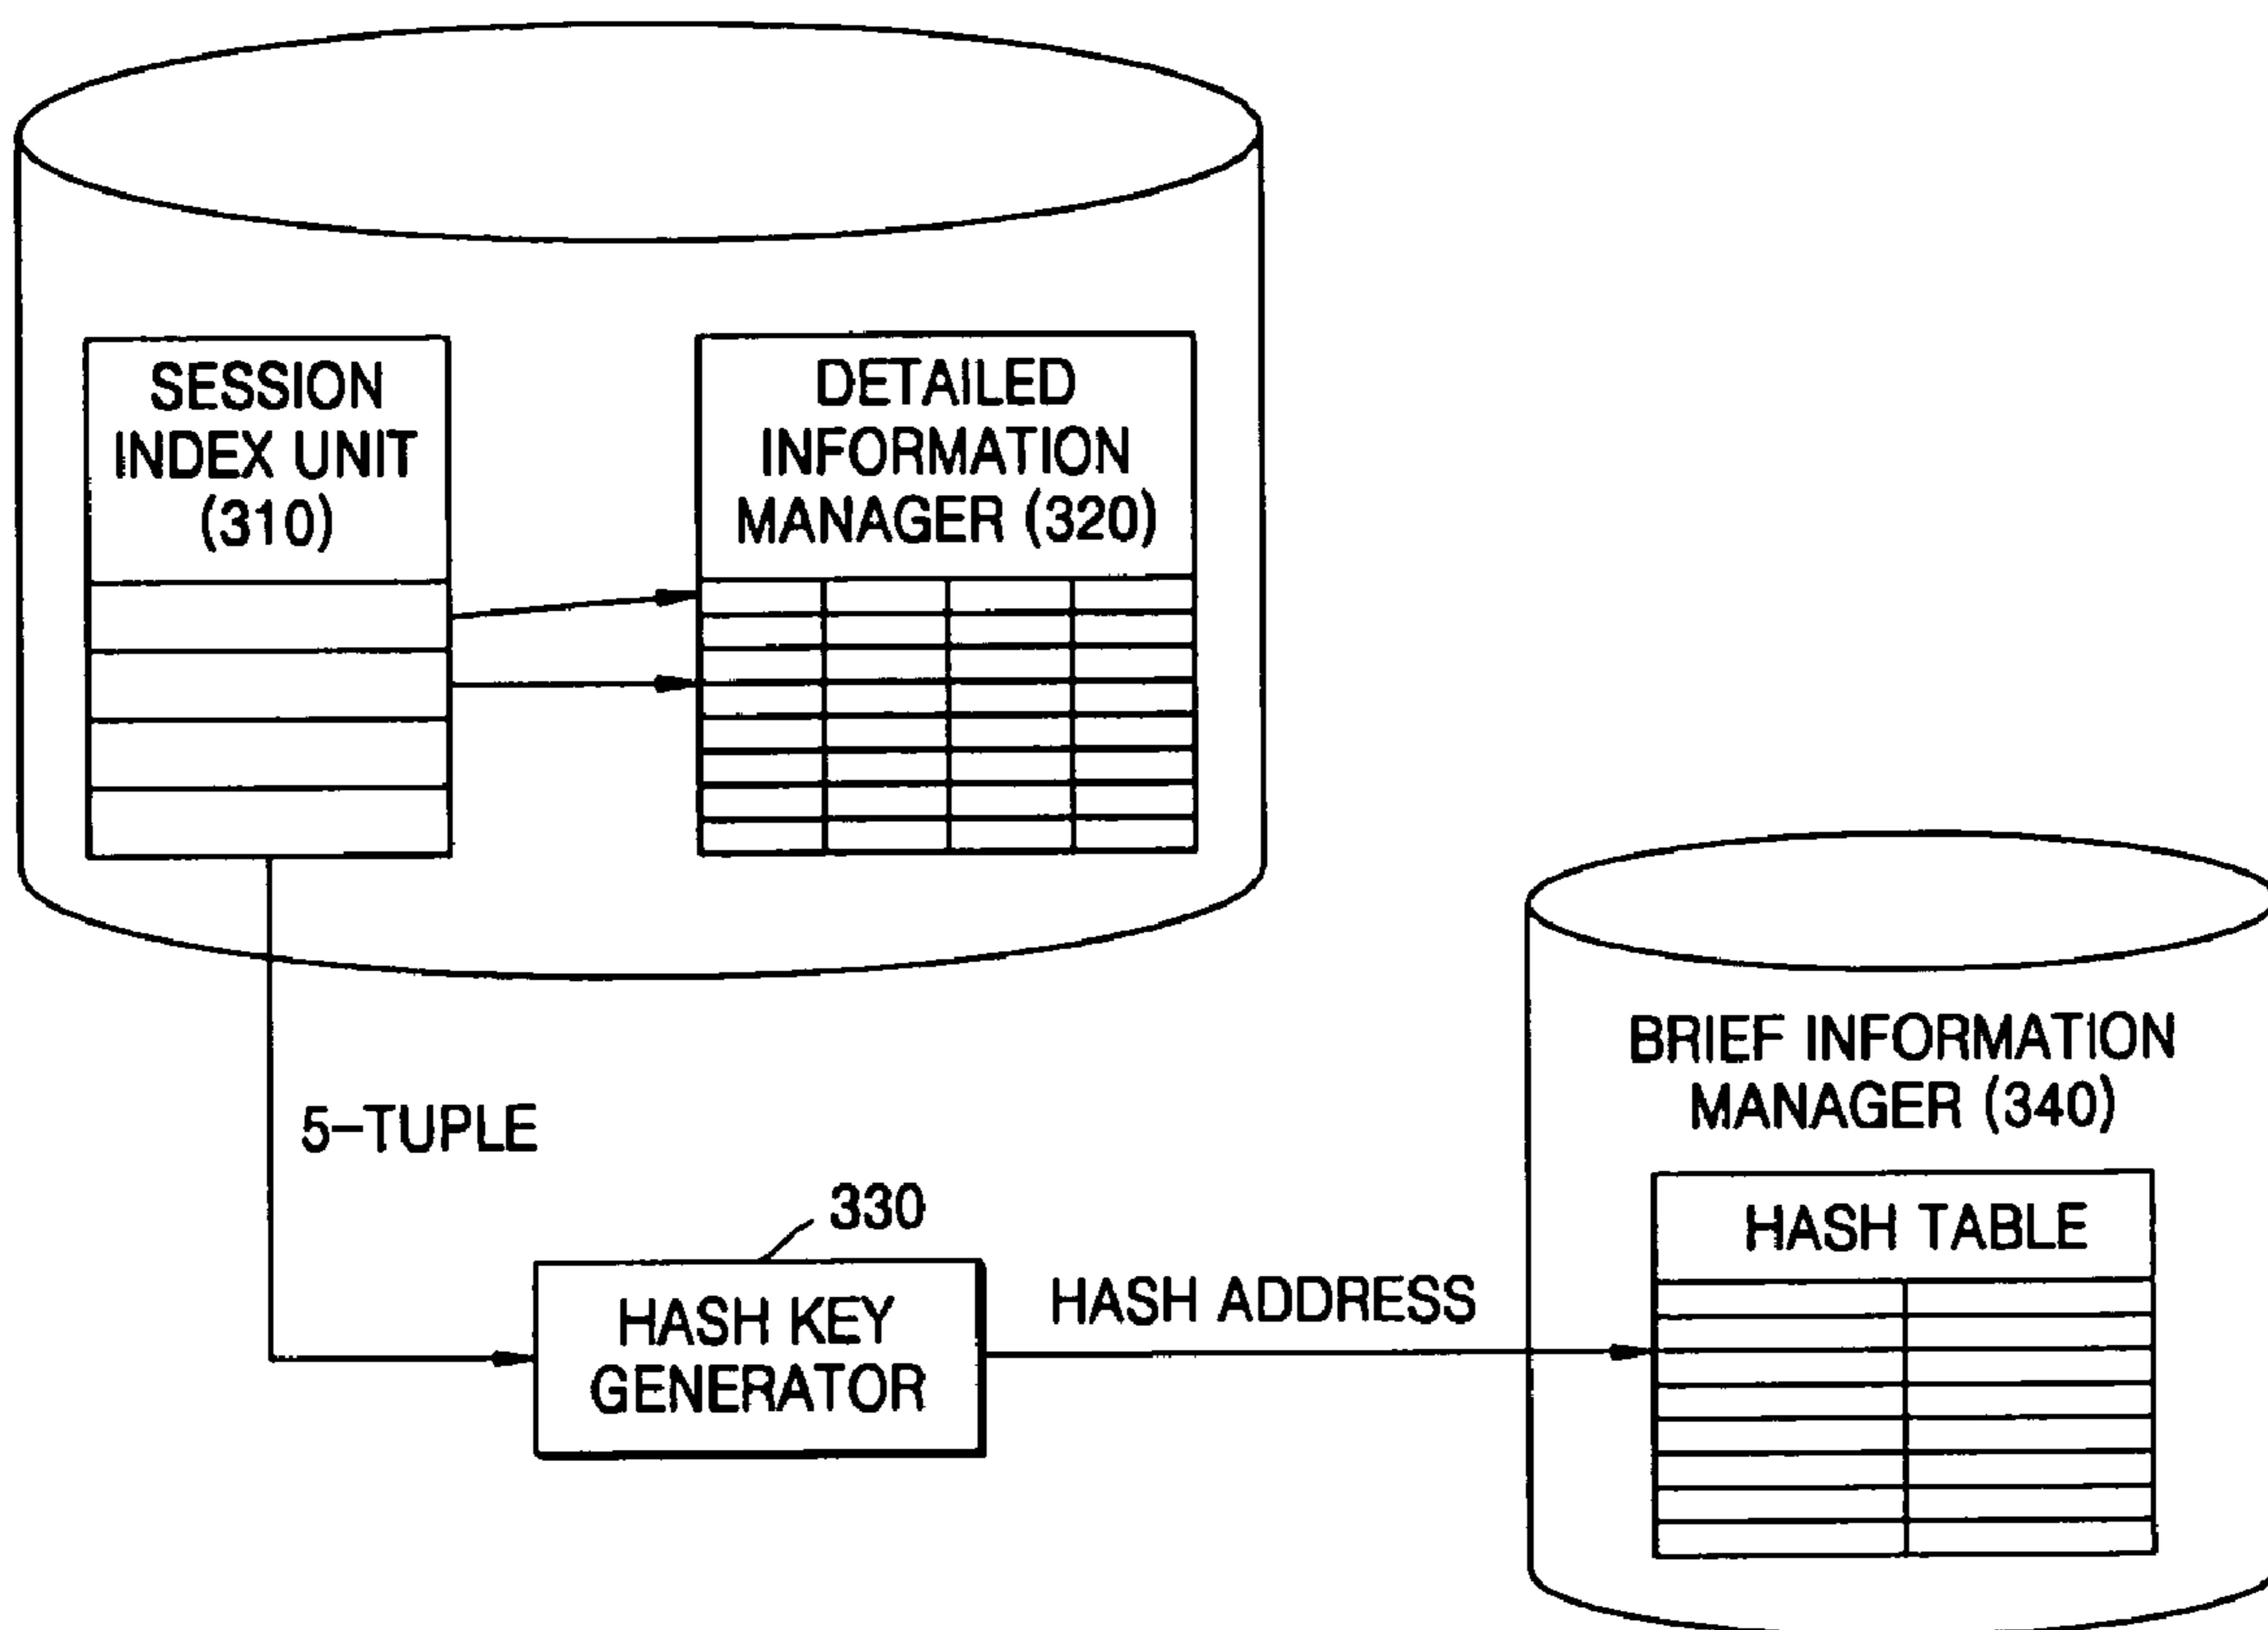 SESSION
INDEX UNIT
(310)
DETAILED
INFORMATION
MANAGER (320)
5-TUPLE
330
HASH KEY
GENERATOR
HASH ADDRESS
BRIEF INFORMATION
MANAGER (340)
HASH TABLE